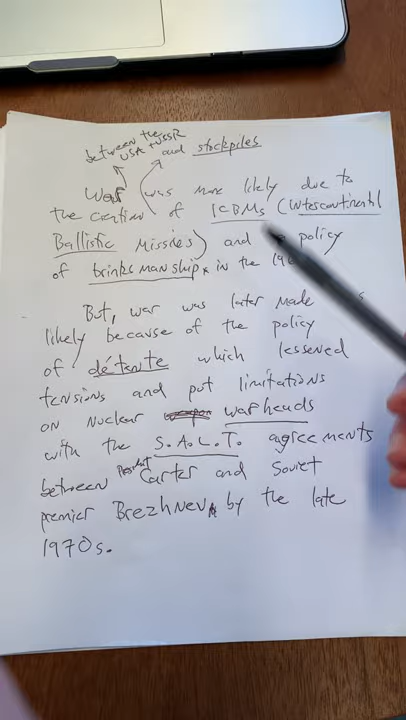 between the
USA + USSR
and stockpiles
War was more likely due to
the creation of ICBMs (Intercontinental
Ballistic Missiles) and policy
of brinksmanship in the
But, war was later made
likely because of the policy
of détente which lessened
tensions and put limitations
on nuclear warheads
with the S.A.L.T. agreements
between Carter and Soviet
premier Brezhnev by the late
1970s.